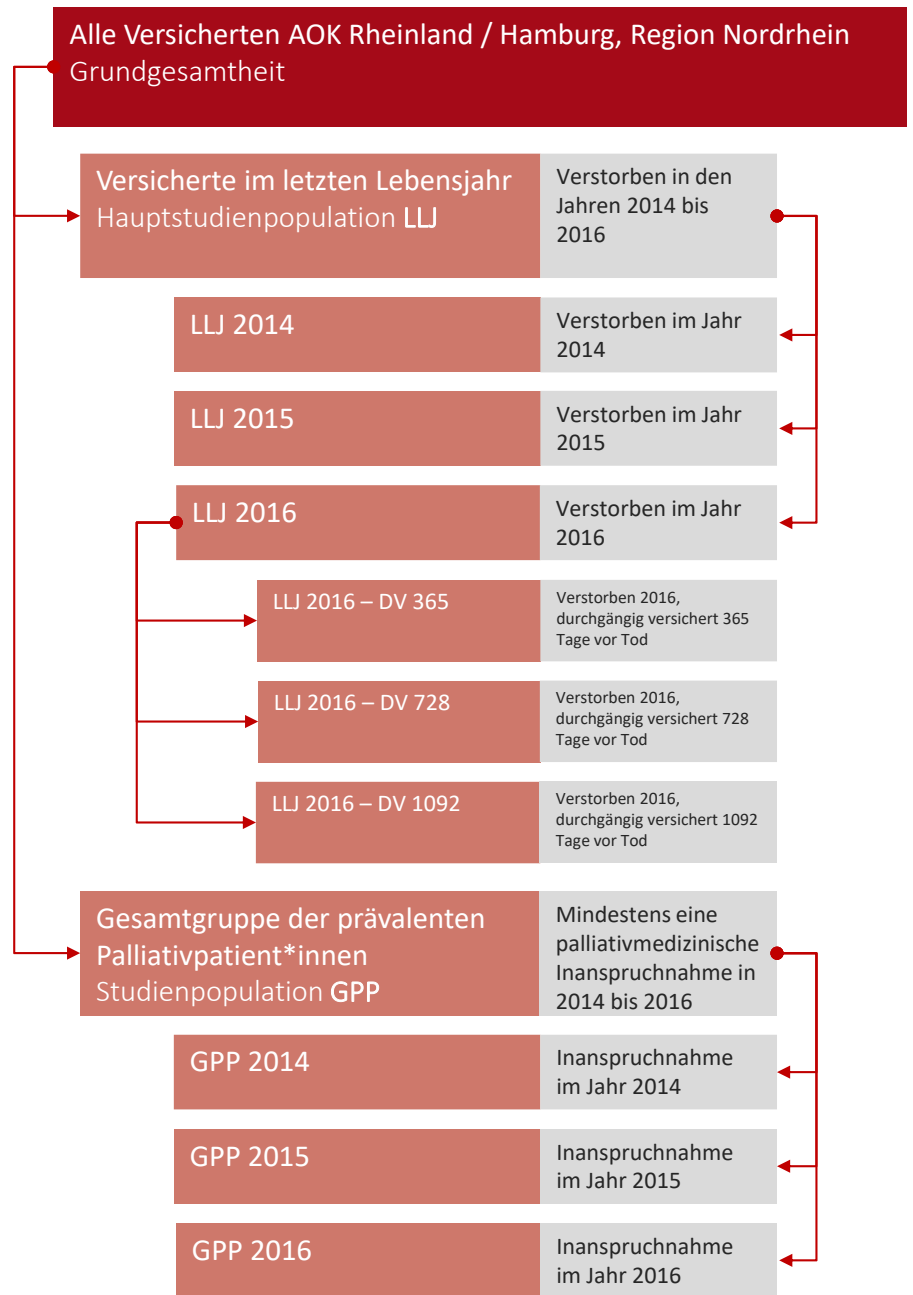 Alle Versicherten AOK Rheinland / Hamburg, Region Nordrhein
Grundgesamtheit
Versicherte im letzten Lebensjahr
Hauptstudienpopulation LLJ
Verstorben in den
Jahren 2014 bis
2016
LLJ 2014
Verstorben im Jahr
2014
LLJ 2015
Verstorben im Jahr
2015
LLJ 2016
Verstorben im Jahr
2016
LLJ 2016 – DV 365
Verstorben 2016,
durchgängig versichert 365
Tage vor Tod
LLJ 2016 – DV 728
Verstorben 2016,
durchgängig versichert 728
Tage vor Tod
LLJ 2016 – DV 1092
Verstorben 2016,
durchgängig versichert 1092
Tage vor Tod
Gesamtgruppe der prävalenten
Palliativpatient*innen
Studienpopulation GPP
Mindestens eine
palliativmedizinische
Inanspruchnahme in
2014 bis 2016
GPP 2014
Inanspruchnahme
im Jahr 2014
GPP 2015
Inanspruchnahme
im Jahr 2015
GPP 2016
Inanspruchnahme
im Jahr 2016